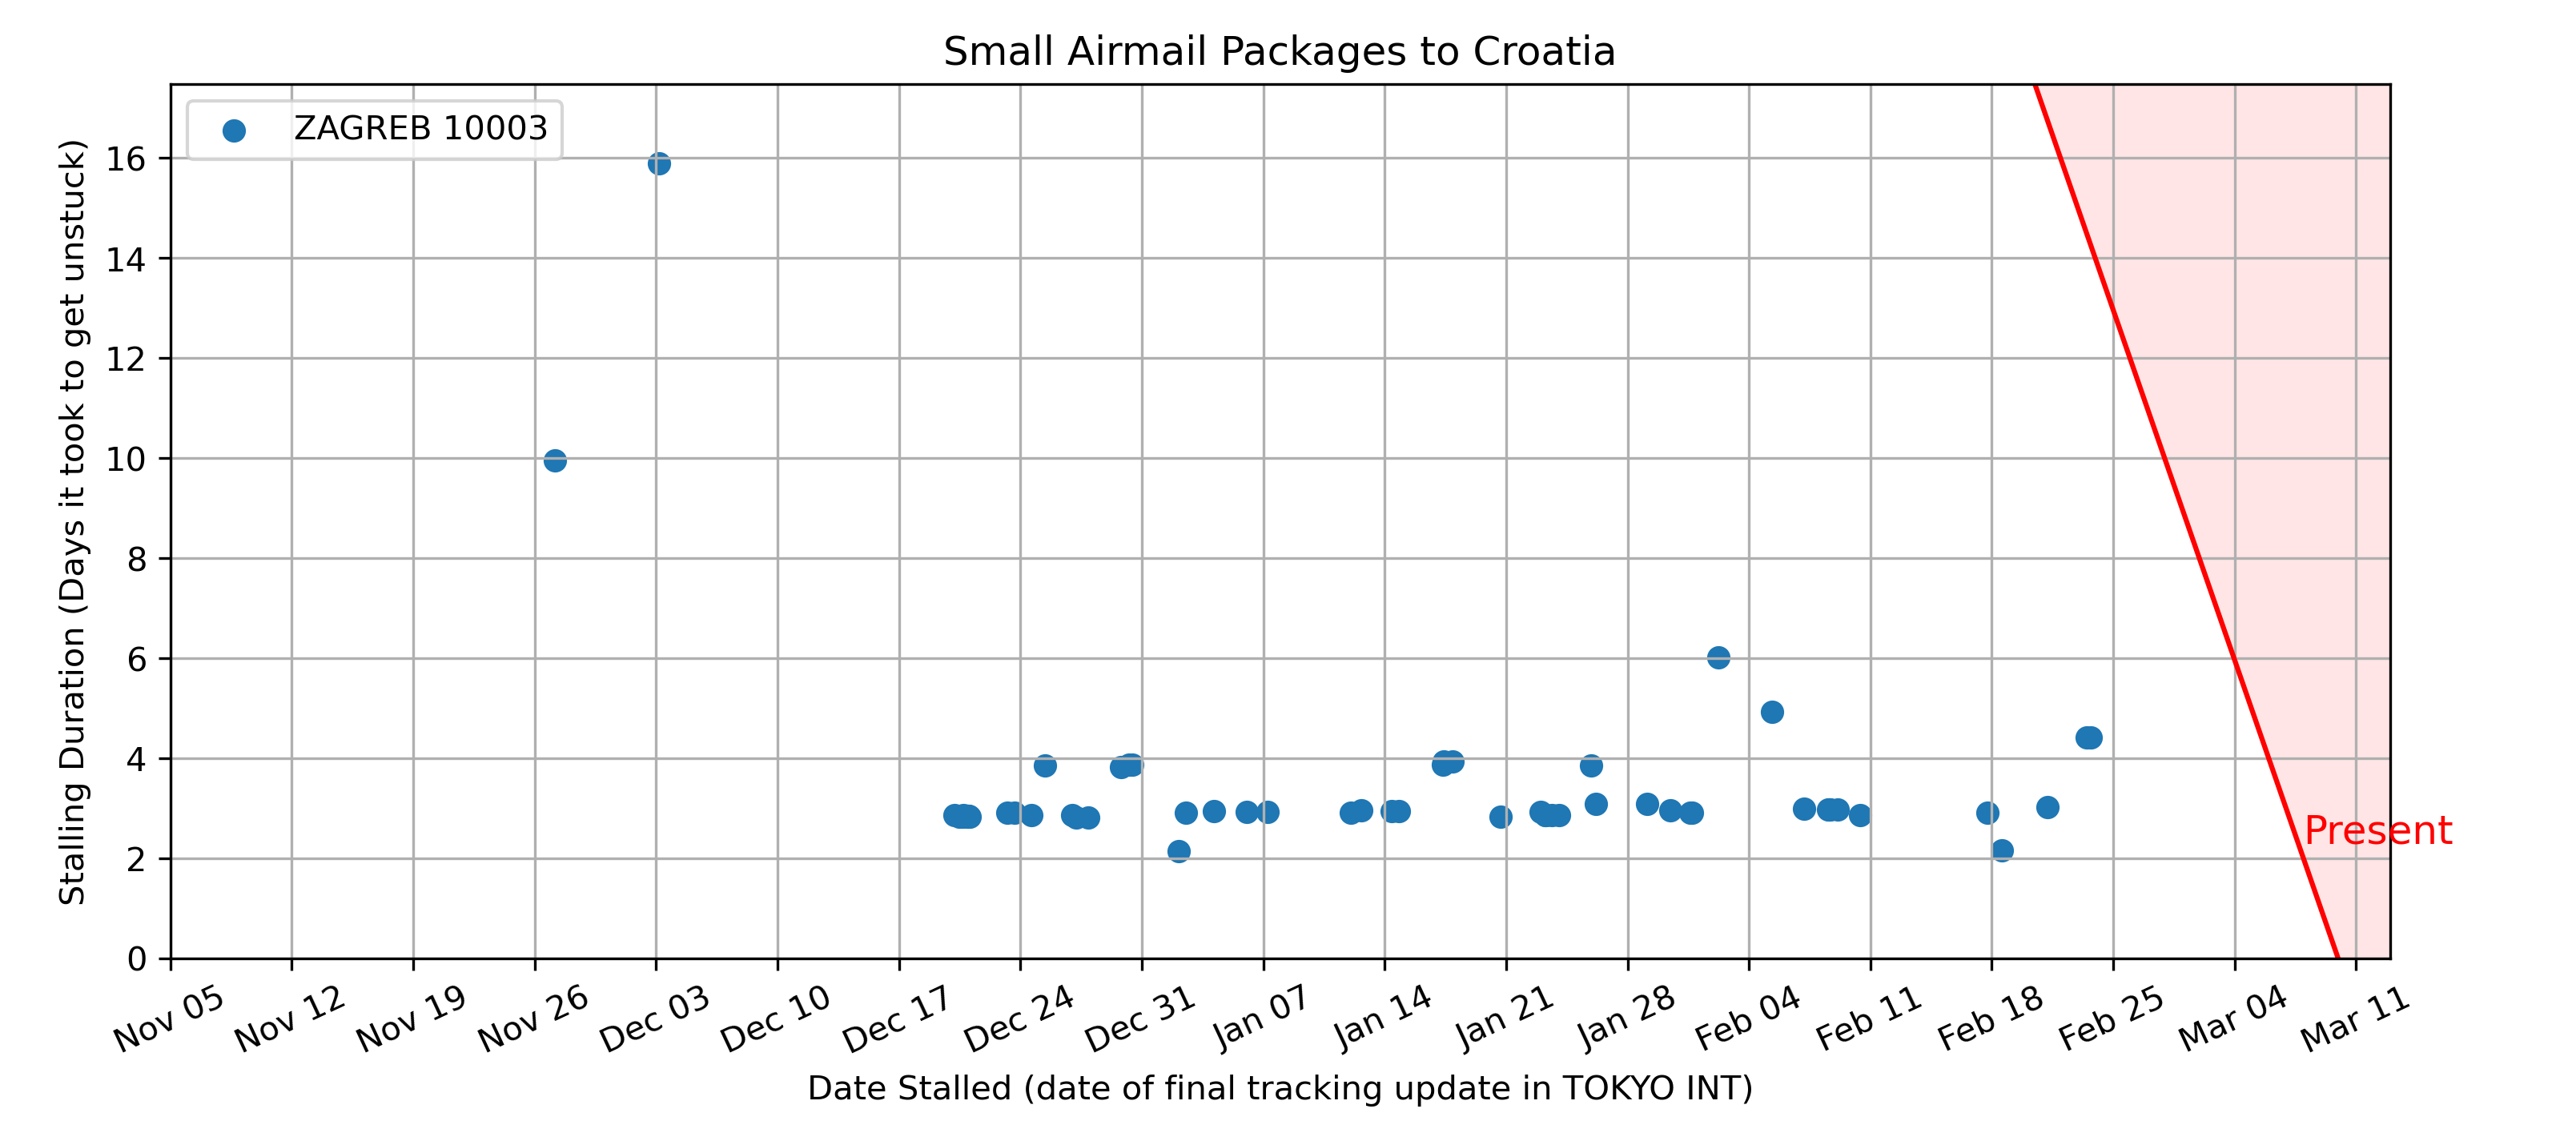 Small Airmail Packages to Croatia
ZAGREB 10003
Stalling Duration (Days it took to get unstuck)
16
14
12
10
8
6
4
2
0
Present
Nov 05
Nov 12
Nov 19
Nov 26
Dec 03
Dec 10
Dec 17
Dec 24
Dec 31
Jan 07
Jan 14
Jan 21
Jan 28
Feb 04
Feb 11
Feb 18
Feb 25
Mar 04
Mar 11
Date Stalled (date of final tracking update in TOKYO INT)